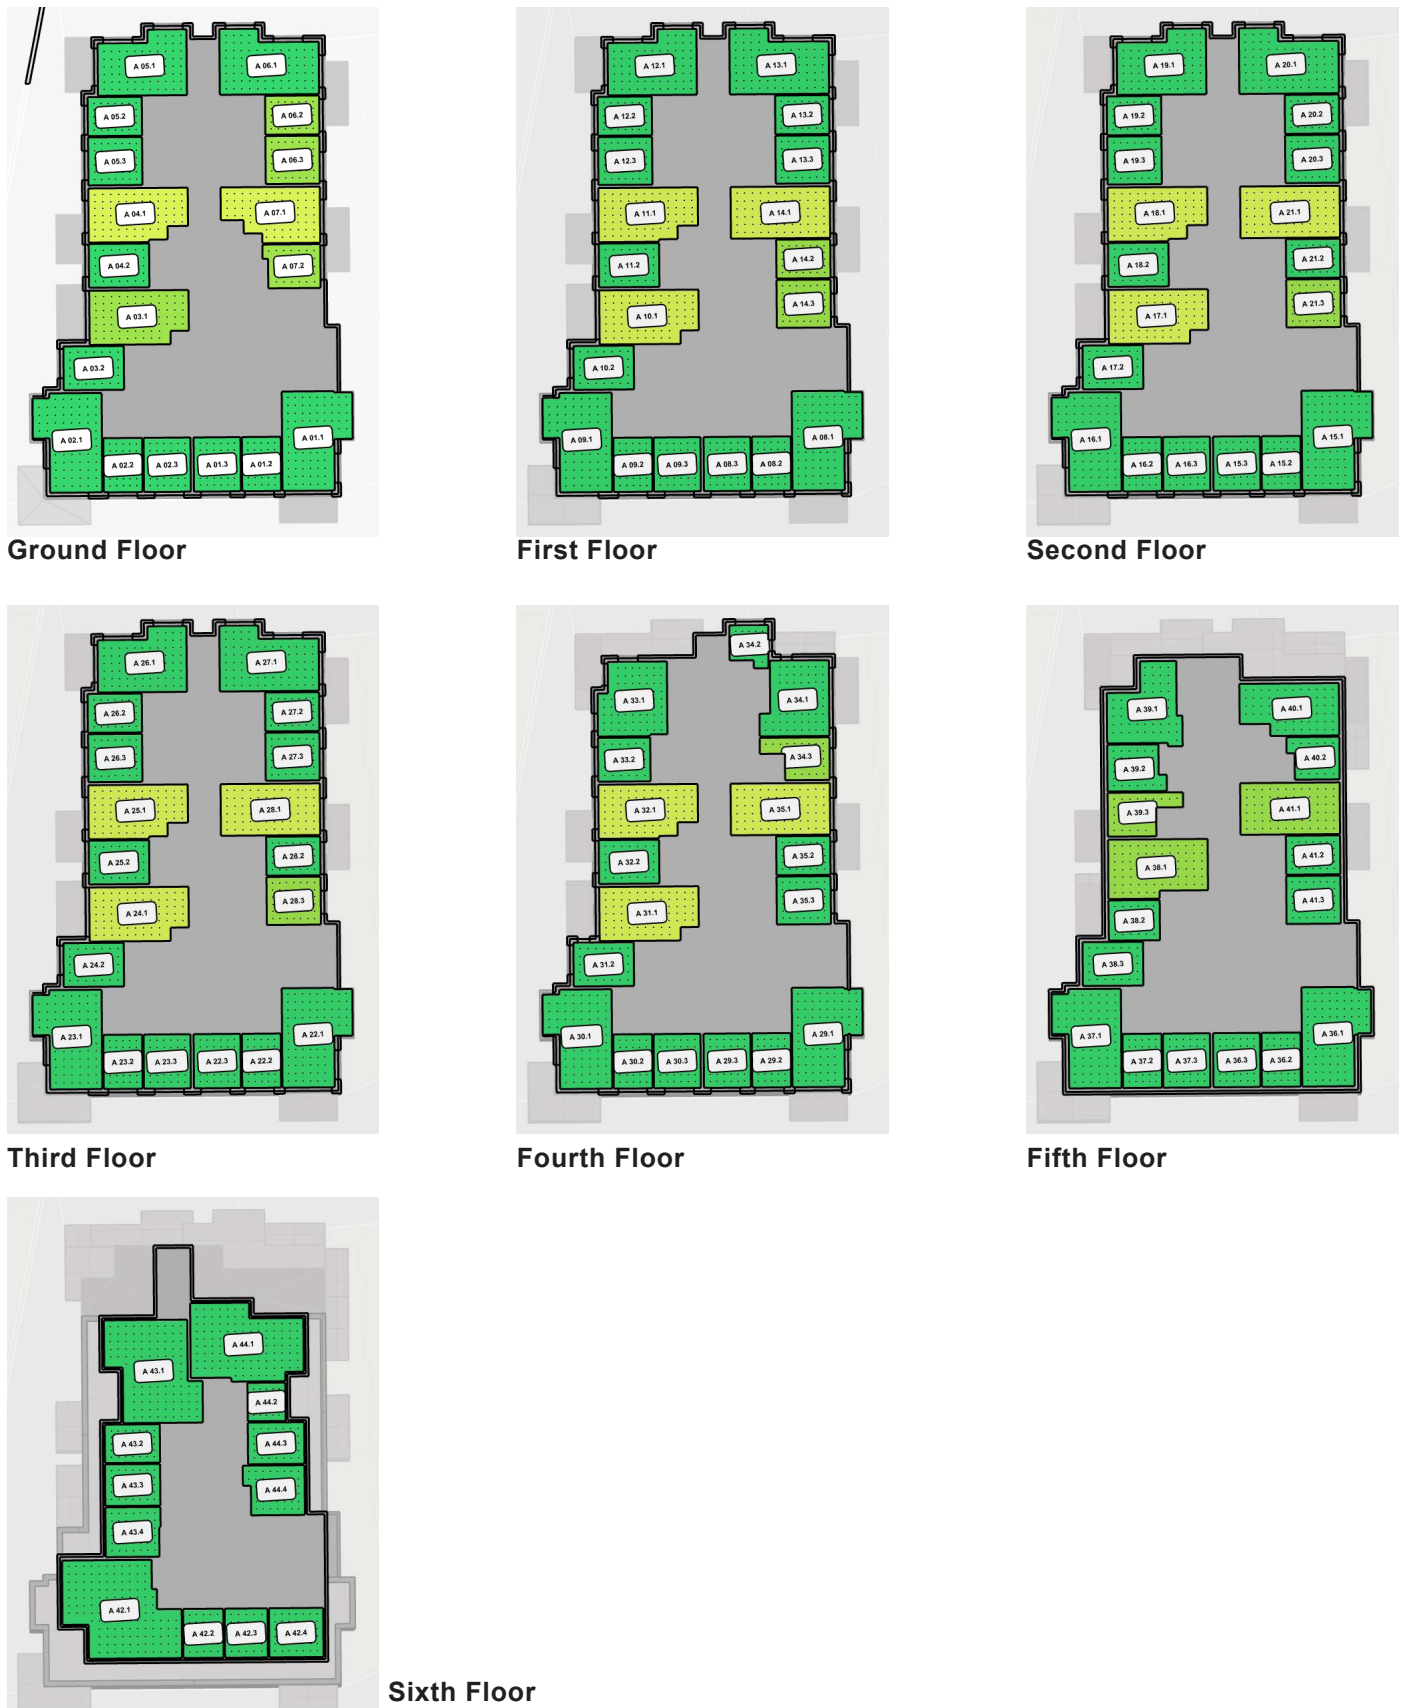 A 05.1
A 06.1
A 05.2
A 06.2
A 05.3
A 06.3
A 04.1
A 07.1
A 04.2
A 07.2
A 03.1
A 03.2
A 02.1
A 01.1
A 02.2
A 02.3
A 01.3
A 01.2
Ground Floor
A 12.1
A 13.1
A 12.2
A 13.2
A 12.3
A 13.3
A 11.1
A 14.1
A 11.2
A 14.2
A 14.3
A 10.1
A 10.2
A 09.1
A 08.1
A 09.2
A 09.3
A 08.3
A 08.2
First Floor
A 19.1
A 20.1
A 19.2
A 20.2
A 19.3
A 20.3
A 18.1
A 21.1
A 18.2
A 21.2
A 21.3
A 17.1
A 17.2
A 16.1
A 15.1
A 16.2
A 16.3
A 15.3
A 15.2
Second Floor
A 26.1
A 27.1
A 26.2
A 27.2
A 26.3
A 27.3
A 25.1
A 28.1
A 25.2
A 28.2
A 28.3
A 24.1
A 24.2
A 23.1
A 22.1
A 23.2
A 23.3
A 22.3
A 22.2
Third Floor
A 34.2
A 33.1
A 34.1
A 33.2
A 34.3
A 32.1
A 35.1
A 32.2
A 35.2
A 35.3
A 31.1
A 31.2
A 30.1
A 29.1
A 30.2
A 30.3
A 29.3
A 29.2
Fourth Floor
A 39.1
A 40.1
A 39.2
A 40.2
A 39.3
A 41.1
A 38.1
A 41.2
A 41.3
A 38.2
A 38.3
A 37.1
A 36.1
A 37.2
A 37.3
A 36.3
A 36.2
Fifth Floor
A 44.1
A 43.1
A 44.2
A 43.2
A 44.3
A 43.3
A 44.4
A 43.4
A 42.1
A 42.2
A 42.3
A 42.4
Sixth Floor